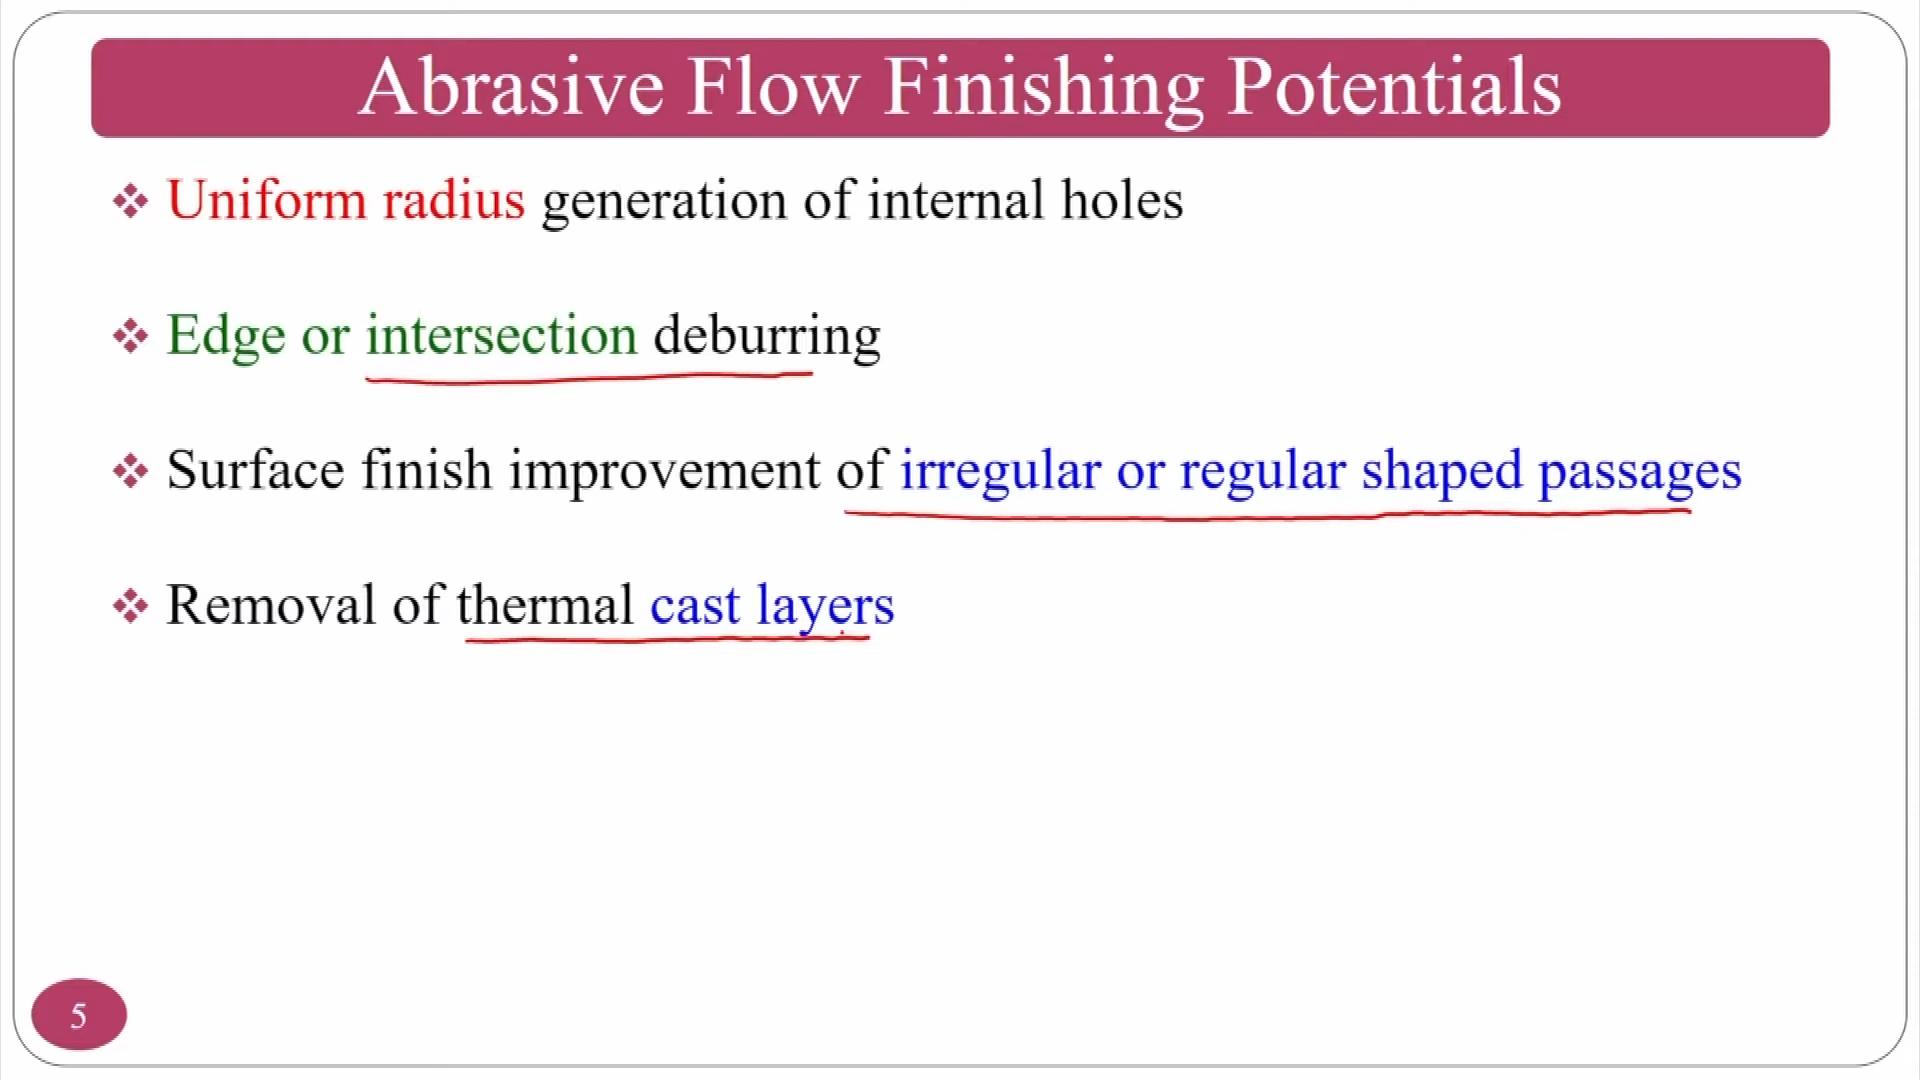 Abrasive Flow Finishing Potentials
Uniform radius generation of internal holes
Edge or intersection deburring
Surface finish improvement of irregular or regular shaped passages
Removal of thermal cast layers
5